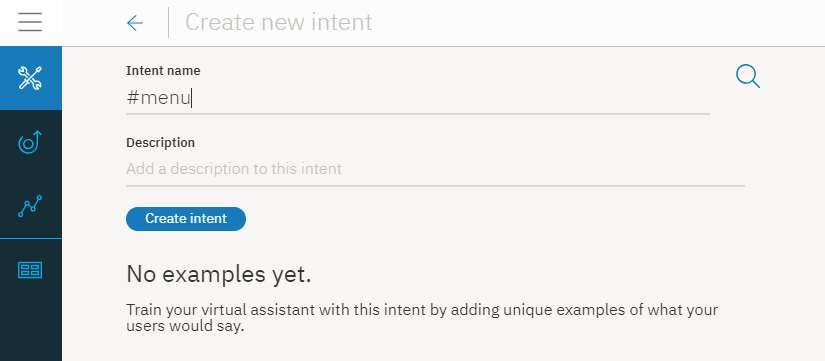 Create new intent
Intent name
#menu
Description
Add a description to this intent
Create intent
No examples yet.
Train your virtual assistant with this intent by adding unique examples of what your
users would say.